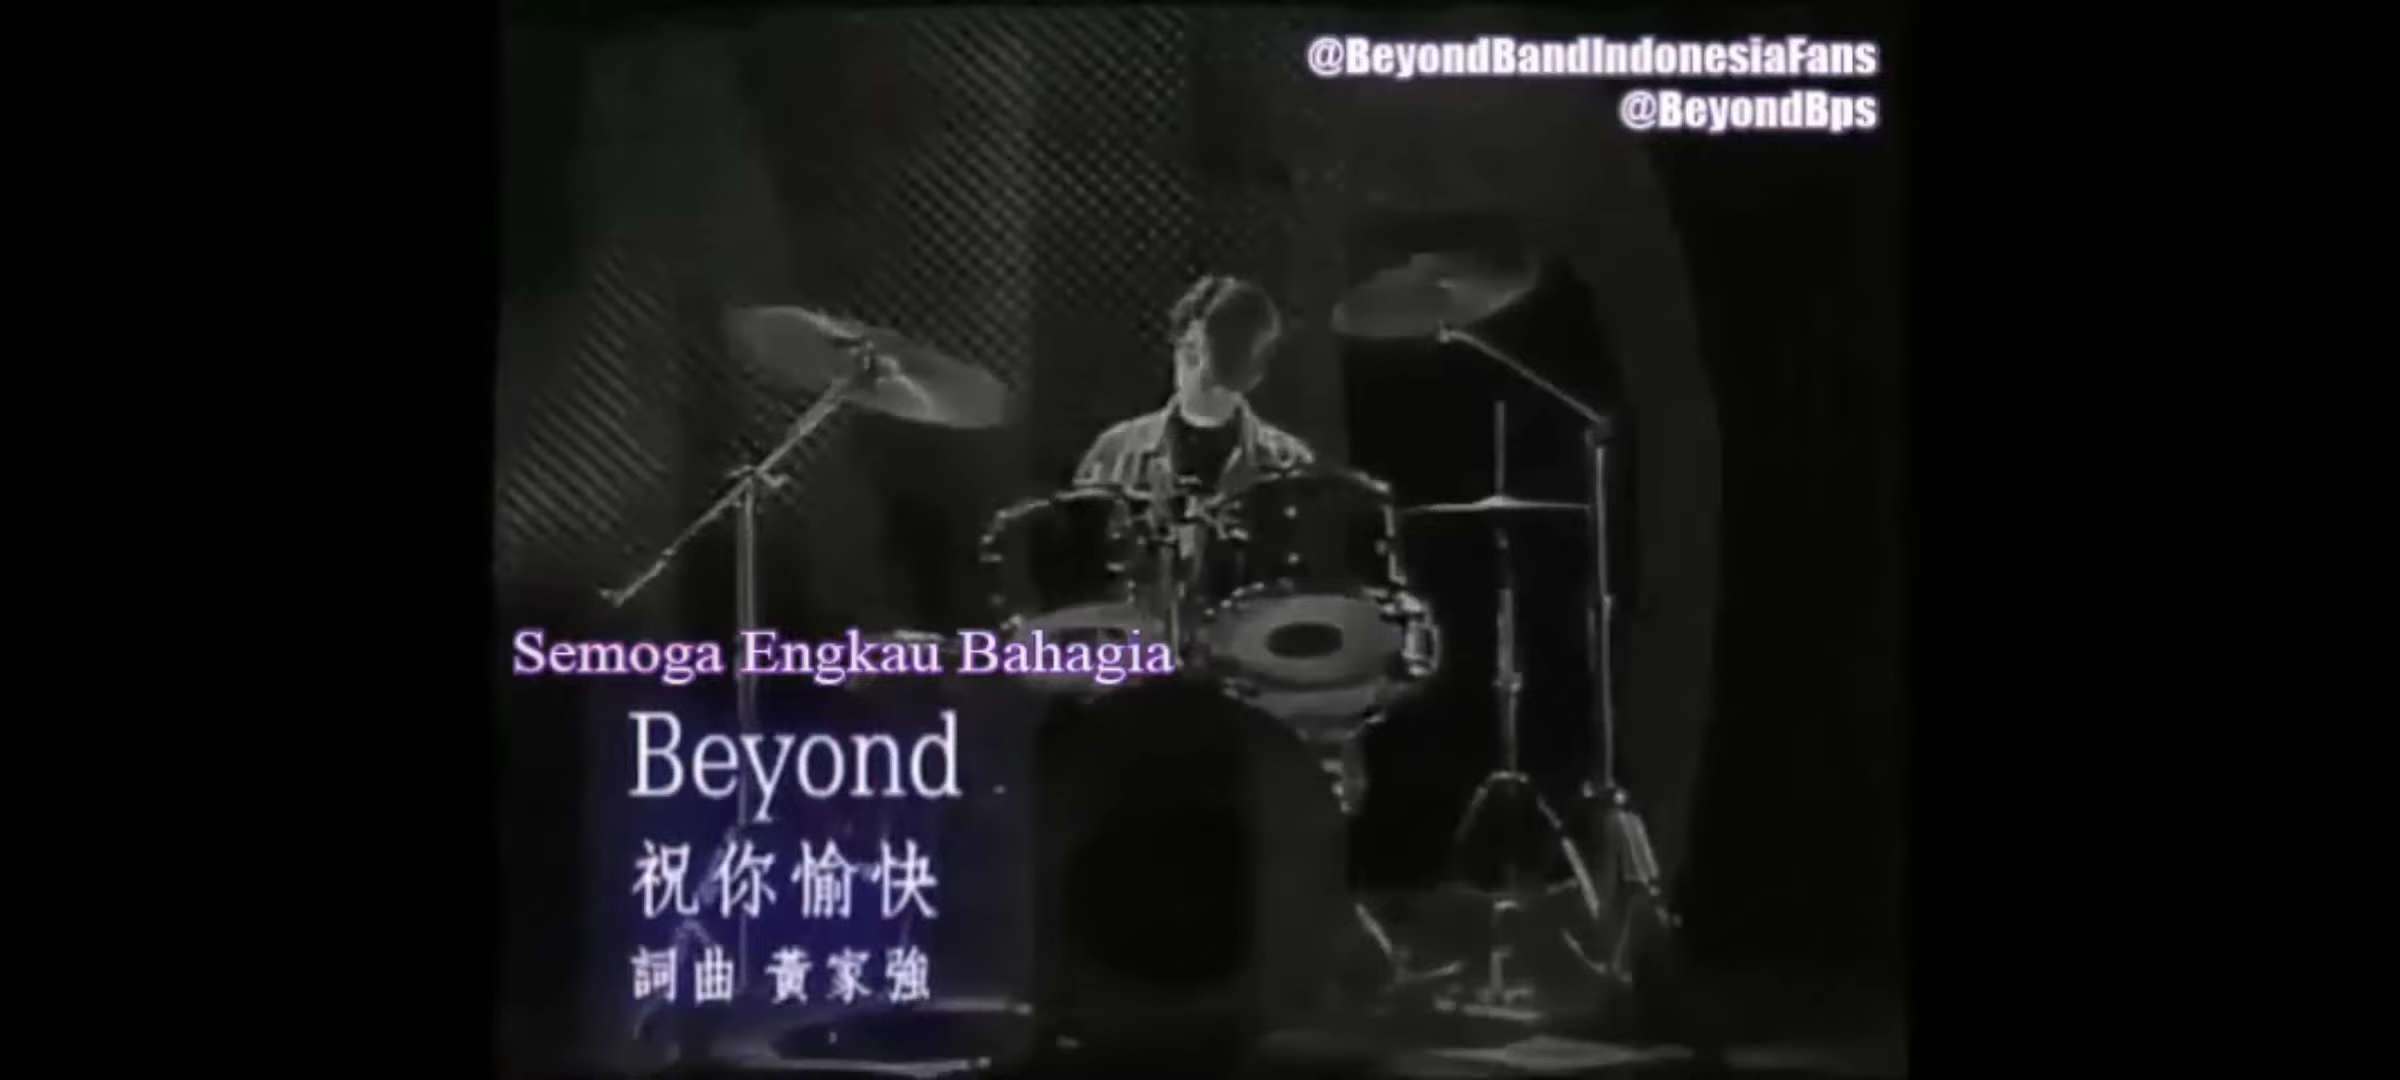 @BeyondBandIndonesiaFans
@BeyondBps
Semoga Engkau Bahagia
Beyond
祝你愉快
詞曲 黃家強